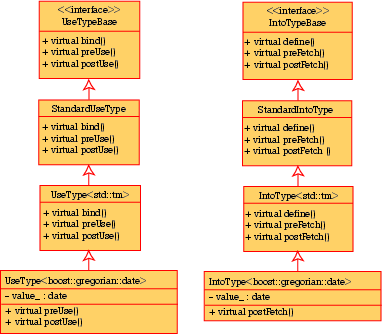 <<interface>>
UseTypeBase
+ virtual bind()
+ virtual preUse()
+ virtual postUse()
StandardUseType
+ virtual bind()
+ virtual preUse()
+ virtual postUse()
UseType<std::tm>
+ virtual bind()
+ virtual preUse()
+ virtual postUse()
UseType<boost::gregorian::date>
- value_ : date
+ virtual preUse()
+ virtual postUse()
<<interface>>
IntoTypeBase
+ virtual define()
+ virtual preFetch()
+ virtual postFetch()
StandardIntoType
+ virtual define()
+ virtual preFetch()
+ virtual postFetch ()
IntoType<std::tm>
+ virtual define()
+ virtual preFetch()
+ virtual postFetch()
IntoType<boost::gregorian::date>
- value_ : date
+ virtual postFetch()